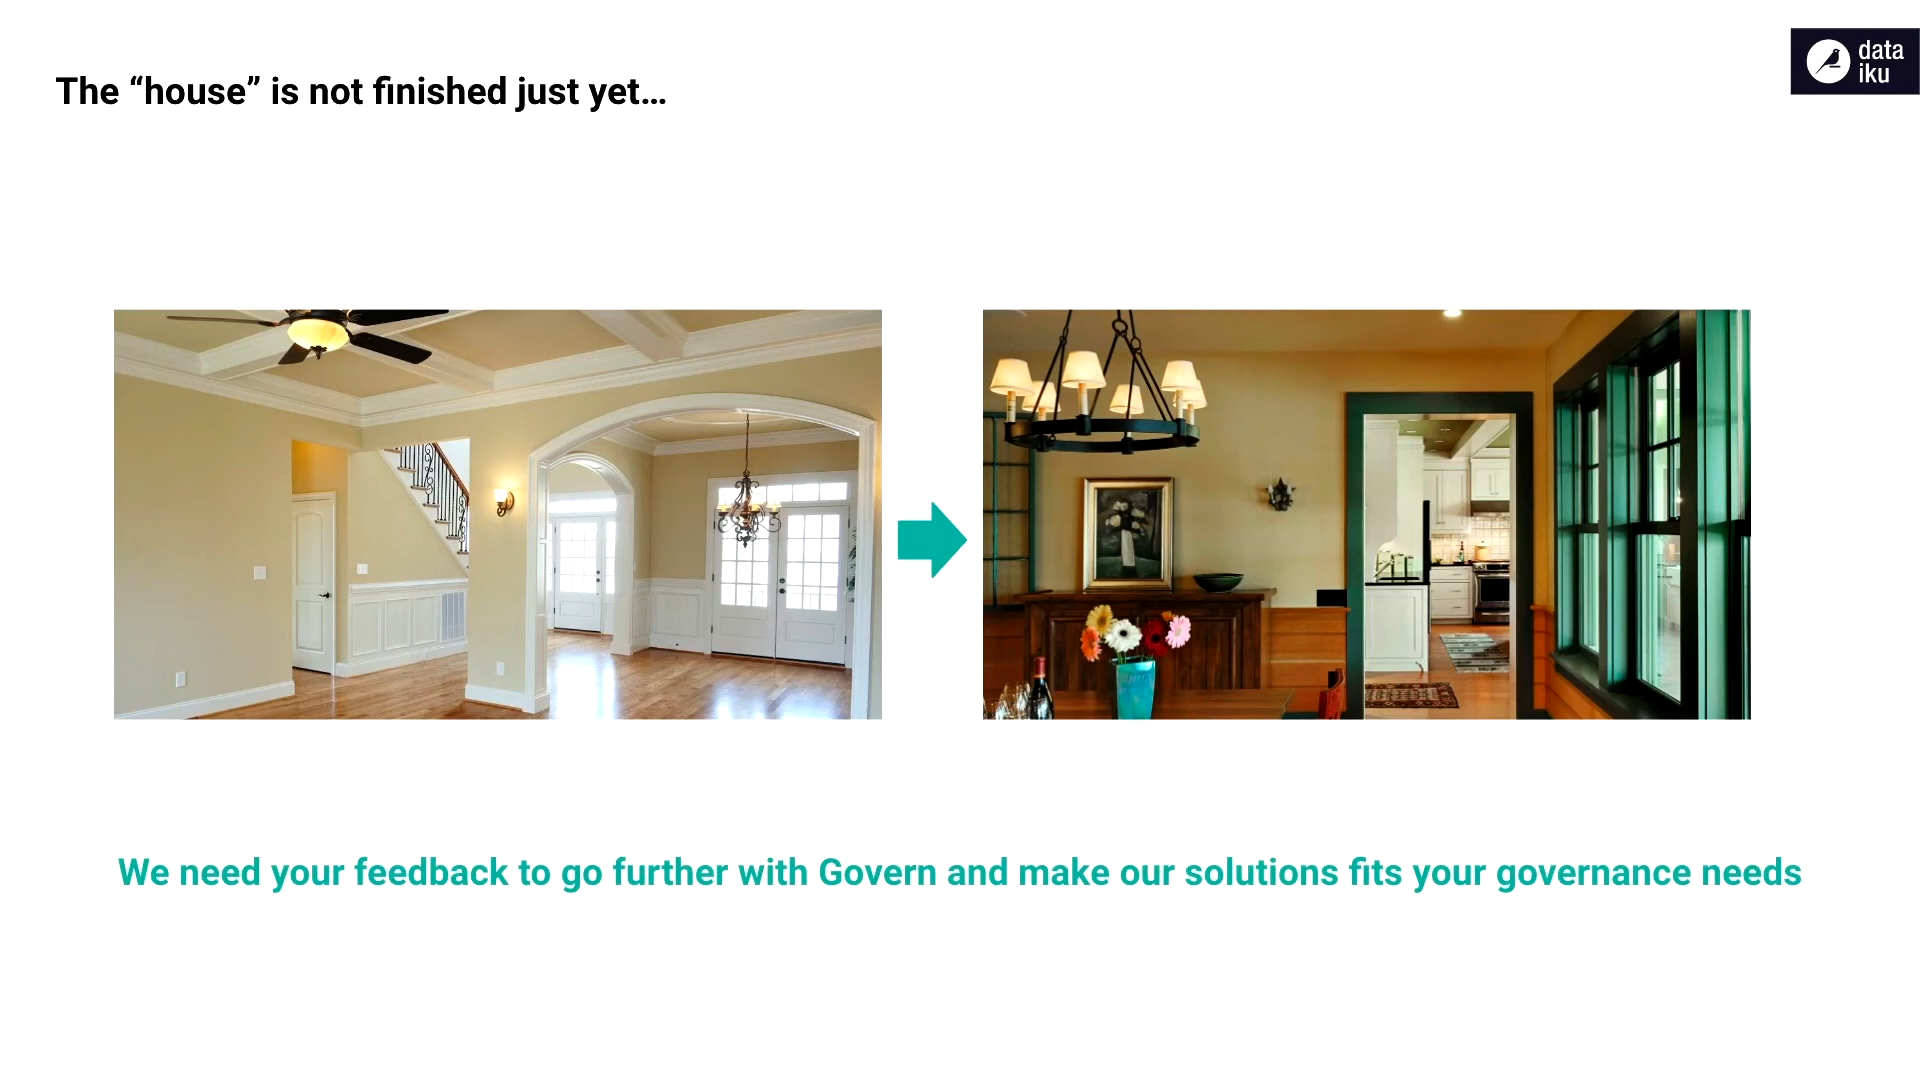 The “house” is not finished just yet…
data
iku
We need your feedback to go further with Govern and make our solutions fits your governance needs